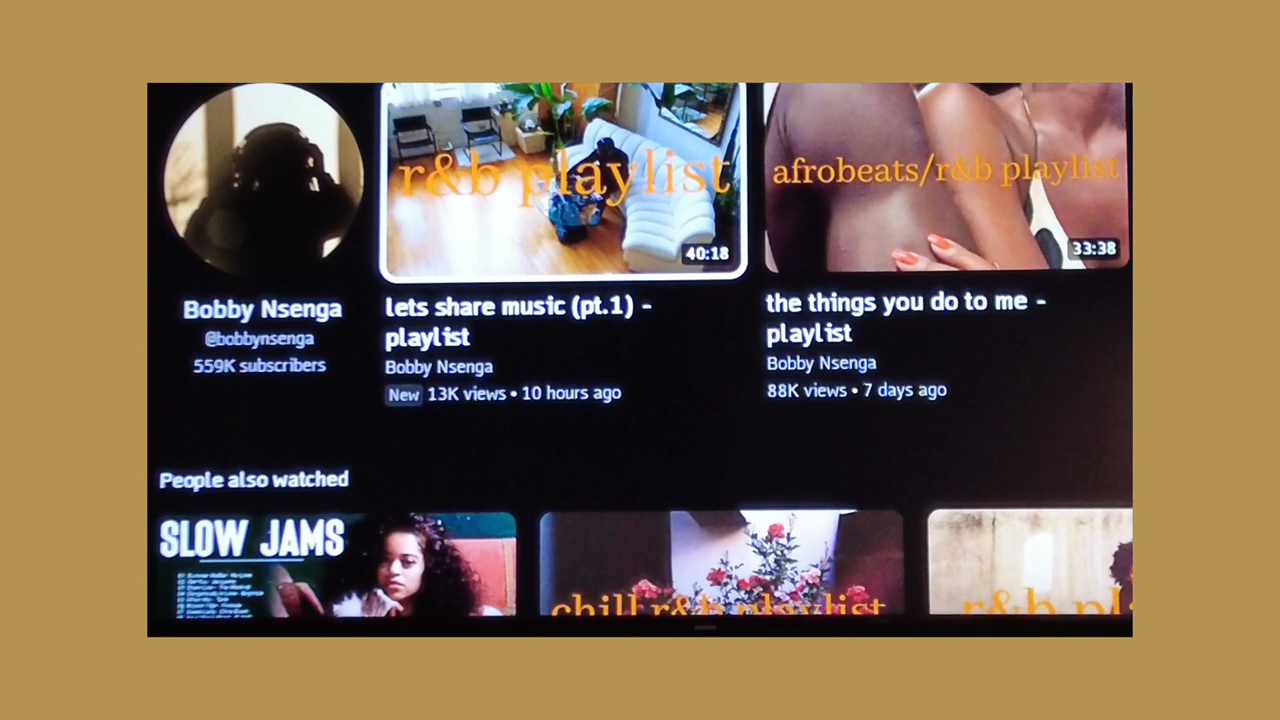 r&b playlist
40:18
afrobeats/r&b playlist
33:38
Bobby Nsenga
@bobbynsenga
559K subscribers
lets share music (pt.1) -
playlist
Bobby Nsenga
New 13K views • 10 hours ago
the things you do to me -
playlist
Bobby Nsenga
88K views • 7 days ago
People also watched
SLOW JAMS
chill r&b playlist
r&b